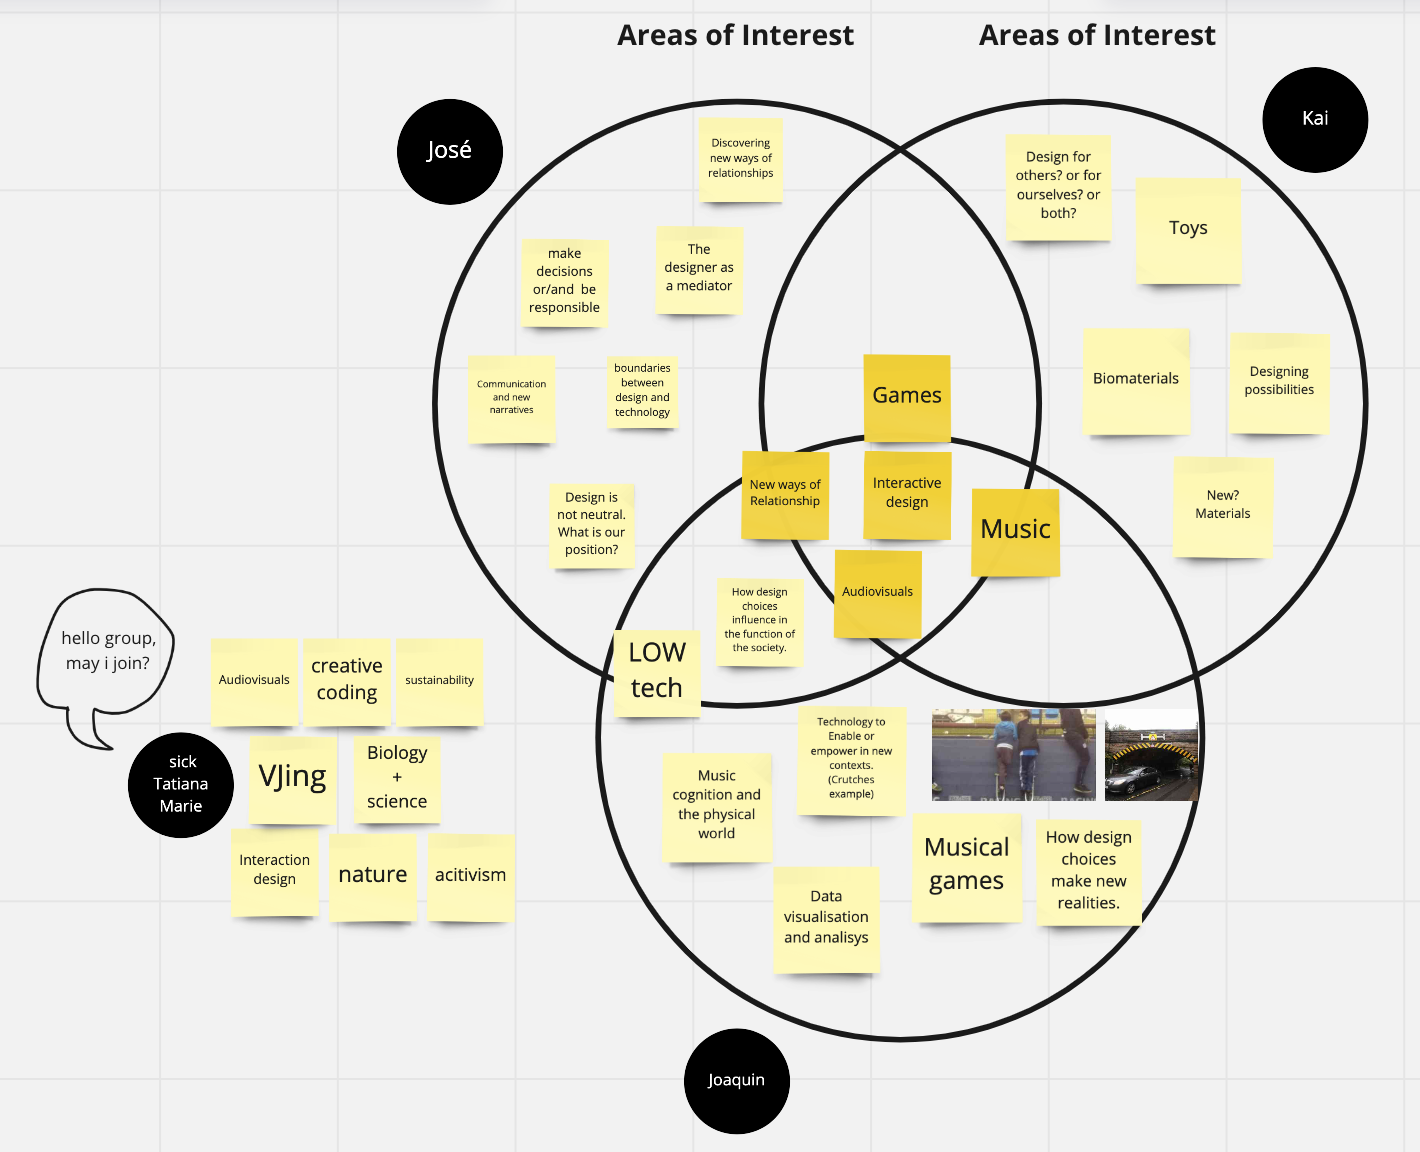 Areas of Interest
Areas of Interest
José
Kai
Discovering
new ways of
relationships
make
decisions
or/and be
responsible
The
designer as
a mediator
Communication
and new
narratives
boundaries
between
design and
technology
Design is
not neutral.
What is our
position?
Design for
others? or for
ourselves? or
both?
Toys
Biomaterials
Designing
possibilities
New?
Materials
Games
New ways of
Relationship
Interactive
design
Music
Audiovisuals
How design
choices
influence in
the function of
the society.
LOW
tech
hello group,
may i join?
Audiovisuals
creative
coding
sustainability
sick
Tatiana
Marie
VJing
Biology
+
science
Interaction
design
nature
acitivism
Technology to
Enable or
empower in new
contexts.
(Crutches
example)
Music
cognition and
the physical
world
Musical
games
How design
choices
make new
realities.
Data
visualisation
and analisys
Joaquin